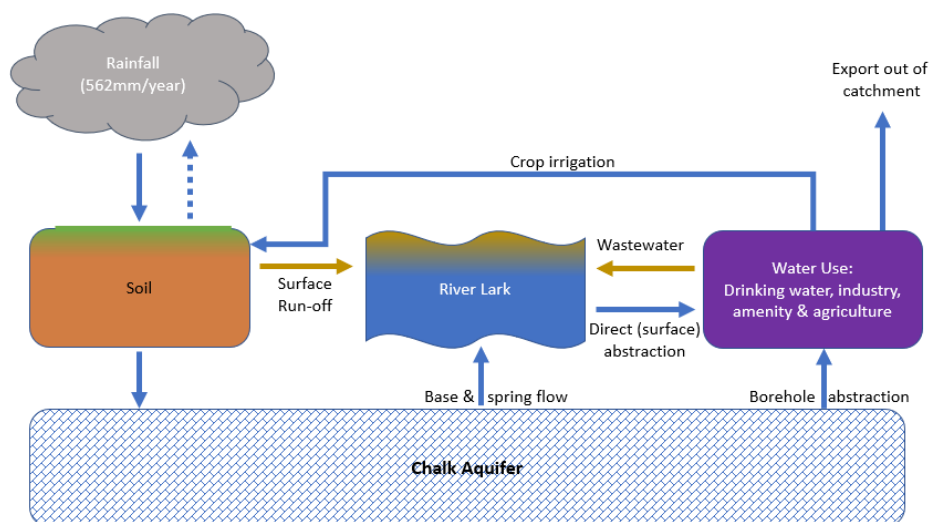 Rainfall
(562mm/year)
Export out of
catchment
Crop irrigation
Soil
Surface
Run-off
River Lark
Wastewater
Direct (surface)
abstraction
Water Use:
Drinking water, industry,
amenity & agriculture
Base & spring flow
Borehole abstraction
Chalk Aquifer